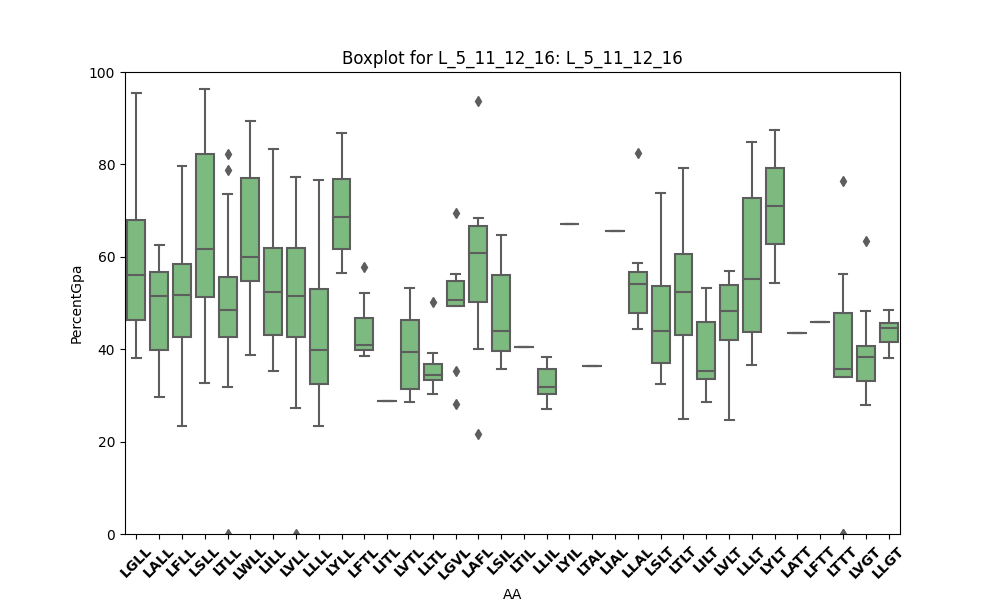 Boxplot for L_5_11_12_16: L_5_11_12_16
100
80
60
40
20
0
PercentGpa
LGLL LALL LFLL LSLL LTLL LWLL LILL LVLL LLLL LYLL LFTL LITL LVTL LLTL LGVL LAFL LSIL LTIL LLIL LYIL LTAL LIAL LLAL LSLT LTLT LILT LVLT LLLT LYLT LATT LFTT LTTT LVGT LLGT
AA